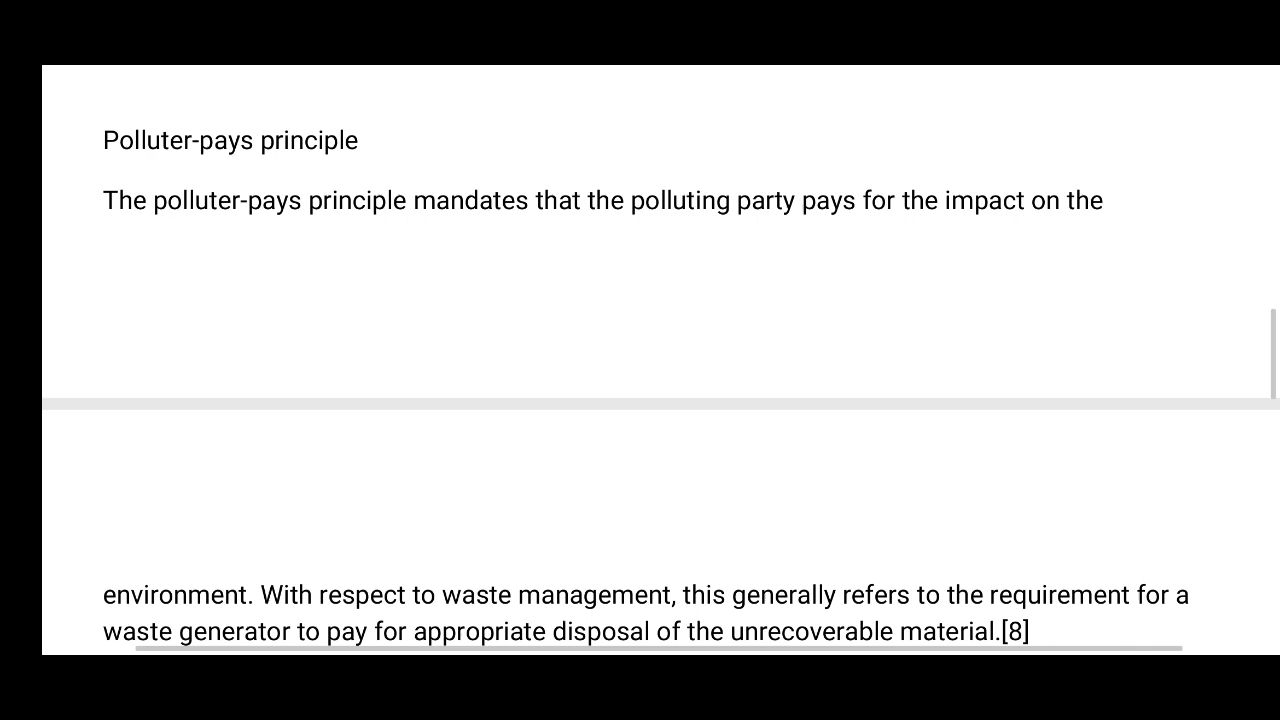 Polluter-pays principle
The polluter-pays principle mandates that the polluting party pays for the impact on the
environment. With respect to waste management, this generally refers to the requirement for a
waste generator to pay for appropriate disposal of the unrecoverable material.[8]